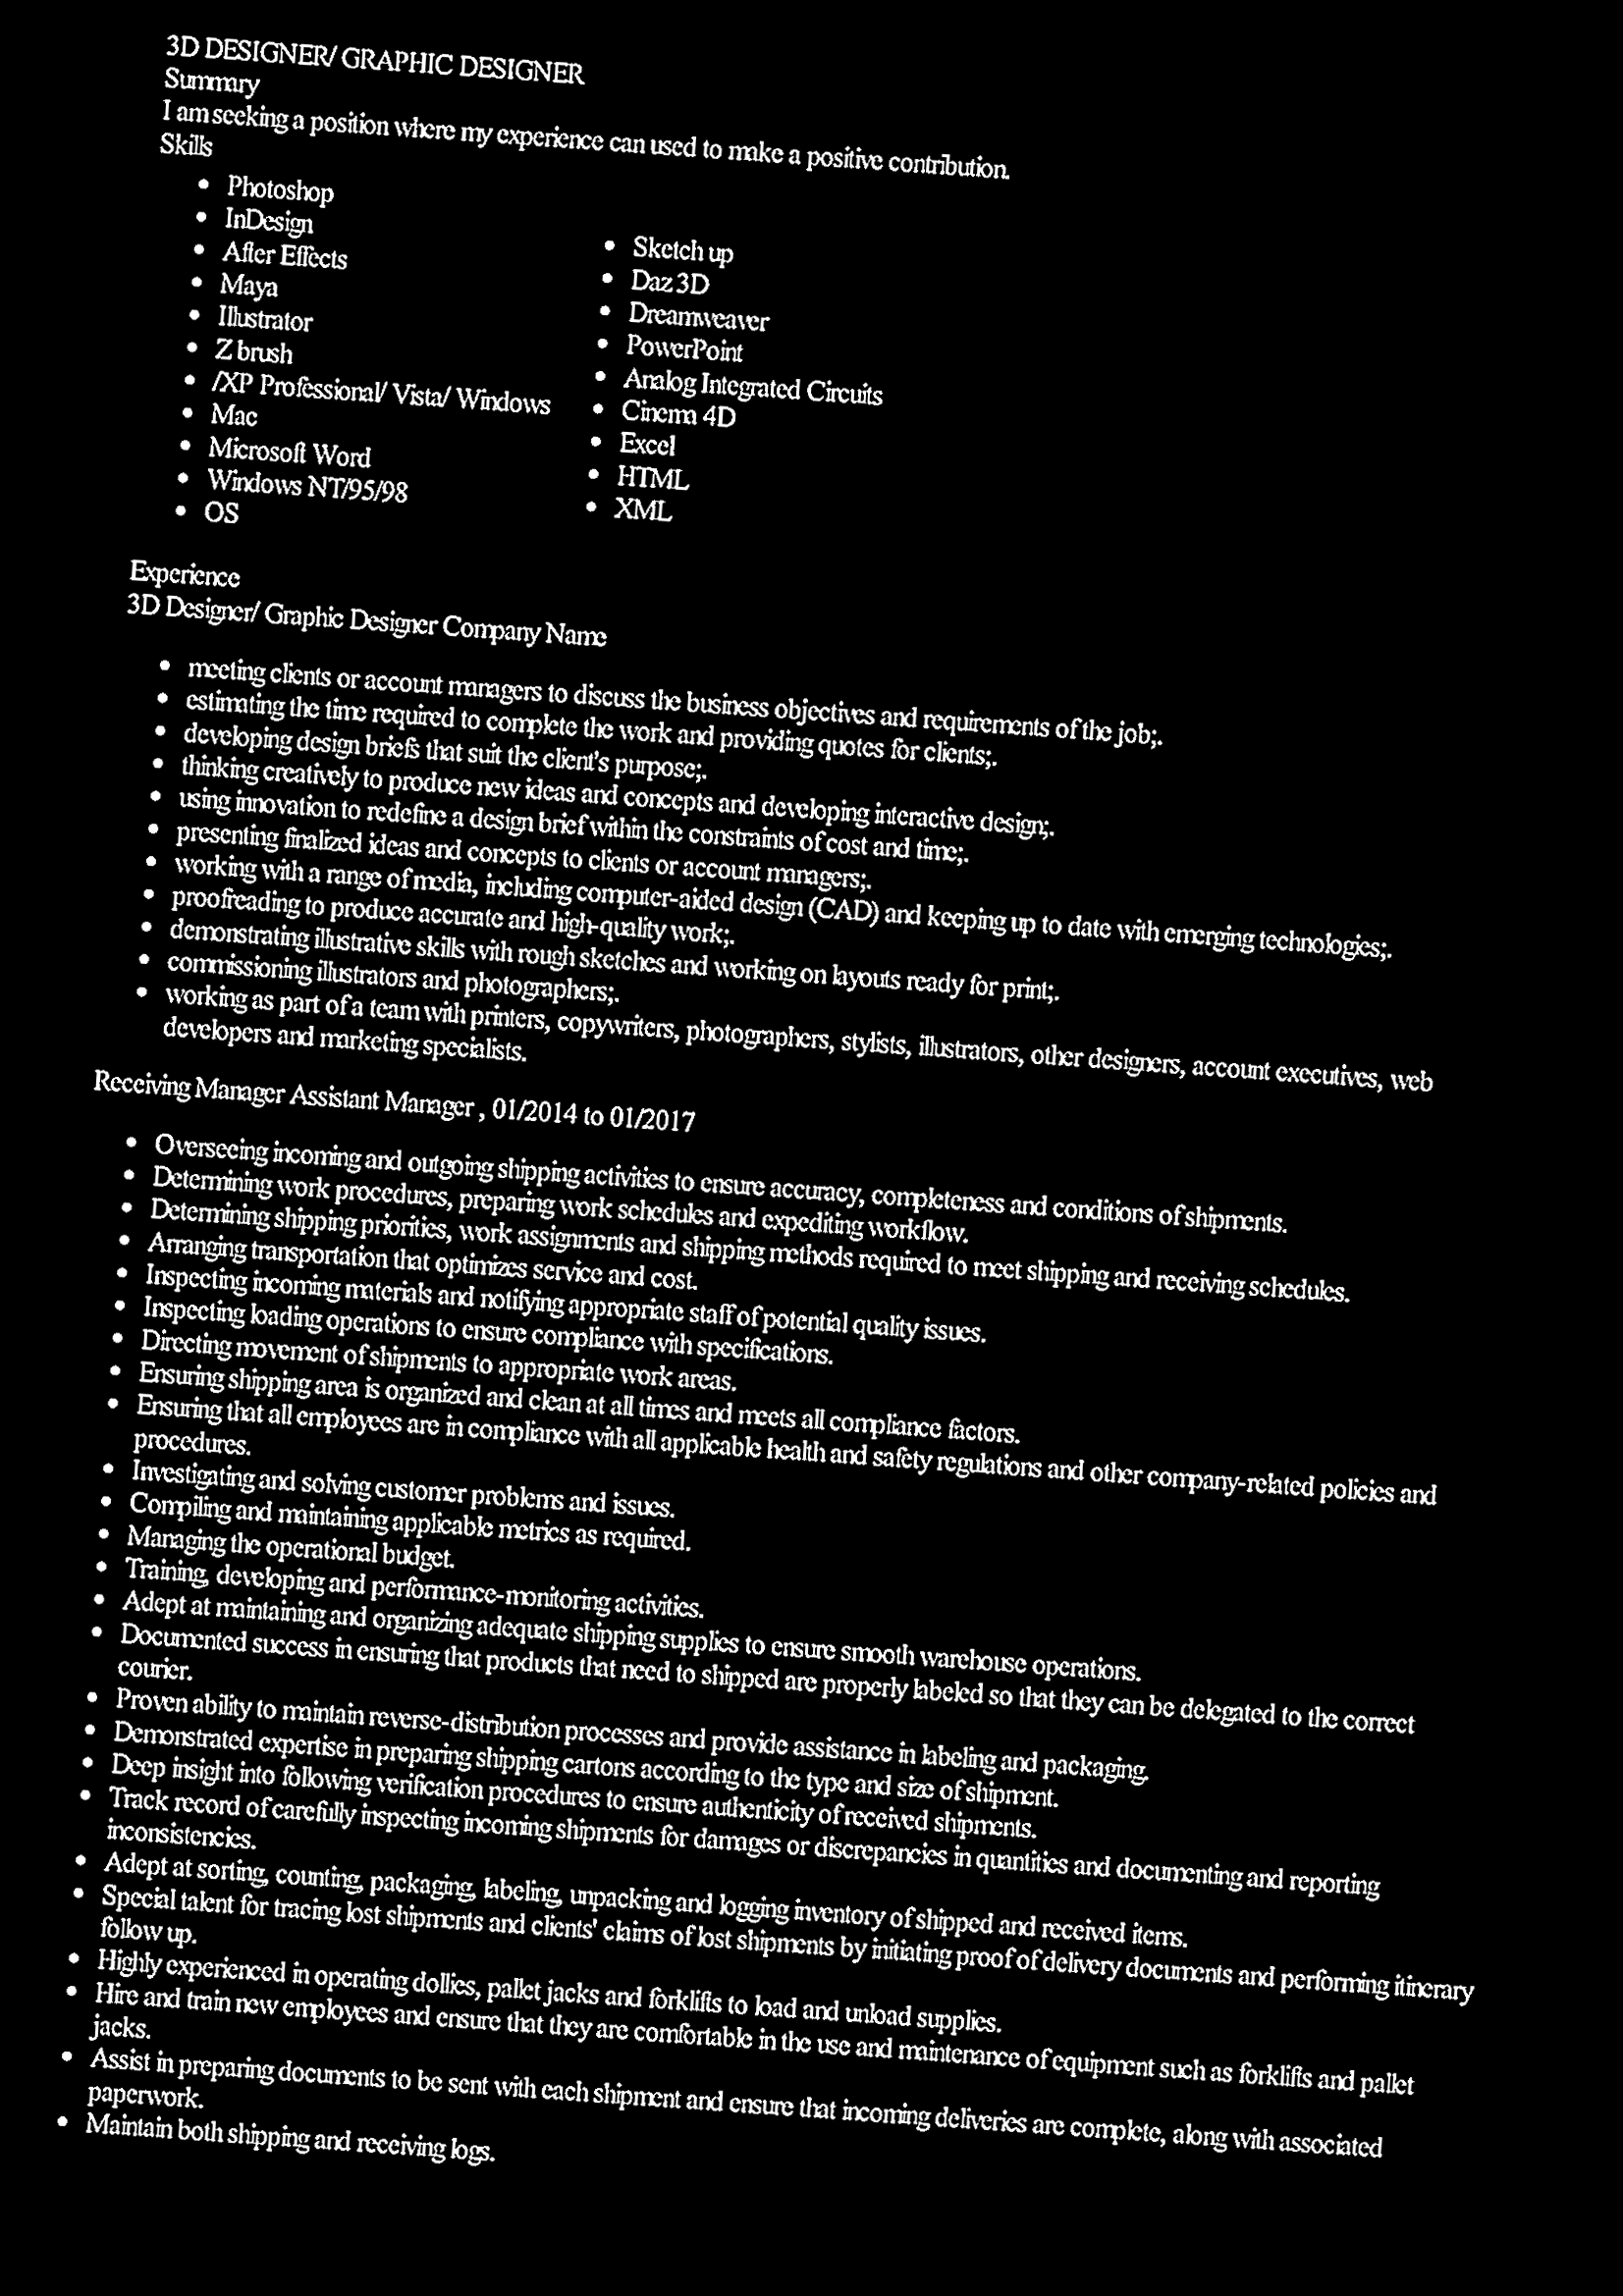 3D DESIGNER/ GRAPHIC DESIGNER
Summary
I am seeking a position where my experience can used to make a positive contribution.
Skills
• Photoshop
• InDesign
• After Effects
• Maya
• Illustrator
• Z brush
• /XP Professional/ Vista/ Windows
• Mac
• Microsoft Word
• Windows NT/95/98
• OS
• Sketch up
• Daz 3D
• Dreamweaver
• PowerPoint
• Analog Integrated Circuits
• Cinema 4D
• Excel
• HTML
• XML
Experience
3D Designer/ Graphic Designer Company Name
• meeting clients or account managers to discuss the business objectives and requirements of the job;.
• estimating the time required to complete the work and providing quotes for clients;.
• developing design briefs that suit the client's purpose;.
• thinking creatively to produce new ideas and concepts and developing interactive design;.
• using innovation to redefine a design brief within the constraints of cost and time;.
• presenting finalized ideas and concepts to clients or account managers;.
• working with a range of media, including computer-aided design (CAD) and keeping up to date with emerging technologies;.
• proofreading to produce accurate and high-quality work;.
• demonstrating illustrative skills with rough sketches and working on layouts ready for print;.
• commissioning illustrators and photographers;.
• working as part of a team with printers, copywriters, photographers, stylists, illustrators, other designers, account executives, web
developers and marketing specialists.
Receiving Manager Assistant Manager , 01/2014 to 01/2017
• Overseeing incoming and outgoing shipping activities to ensure accuracy, completeness and conditions of shipments.
• Determining work procedures, preparing work schedules and expediting workflow.
• Determining shipping priorities, work assignments and shipping methods required to meet shipping and receiving schedules.
• Arranging transportation that optimizes service and cost.
• Inspecting incoming materials and notifying appropriate staff of potential quality issues.
• Inspecting loading operations to ensure compliance with specifications.
• Directing movement of shipments to appropriate work areas.
• Ensuring shipping area is organized and clean at all times and meets all compliance factors.
• Ensuring that all employees are in compliance with all applicable health and safety regulations and other company-related policies and
procedures.
• Investigating and solving customer problems and issues.
• Compiling and maintaining applicable metrics as required.
• Managing the operational budget.
• Training, developing and performance-monitoring activities.
• Adept at maintaining and organizing adequate shipping supplies to ensure smooth warehouse operations.
• Documented success in ensuring that products that need to shipped are properly labeled so that they can be delegated to the correct
courier.
• Proven ability to maintain reverse-distribution processes and provide assistance in labeling and packaging.
• Demonstrated expertise in preparing shipping cartons according to the type and size of shipment.
• Deep insight into following verification procedures to ensure authenticity of received shipments.
• Track record of carefully inspecting incoming shipments for damages or discrepancies in quantities and documenting and reporting
inconsistencies.
• Adept at sorting, counting, packaging, labeling, unpacking and logging inventory of shipped and received items.
• Special talent for tracing lost shipments and clients' claims of lost shipments by initiating proof of delivery documents and performing itinerary
follow up.
• Highly experienced in operating dollies, pallet jacks and forklifts to load and unload supplies.
• Hire and train new employees and ensure that they are comfortable in the use and maintenance of equipment such as forklifts and pallet
jacks.
• Assist in preparing documents to be sent with each shipment and ensure that incoming deliveries are complete, along with associated
paperwork.
• Maintain both shipping and receiving logs.